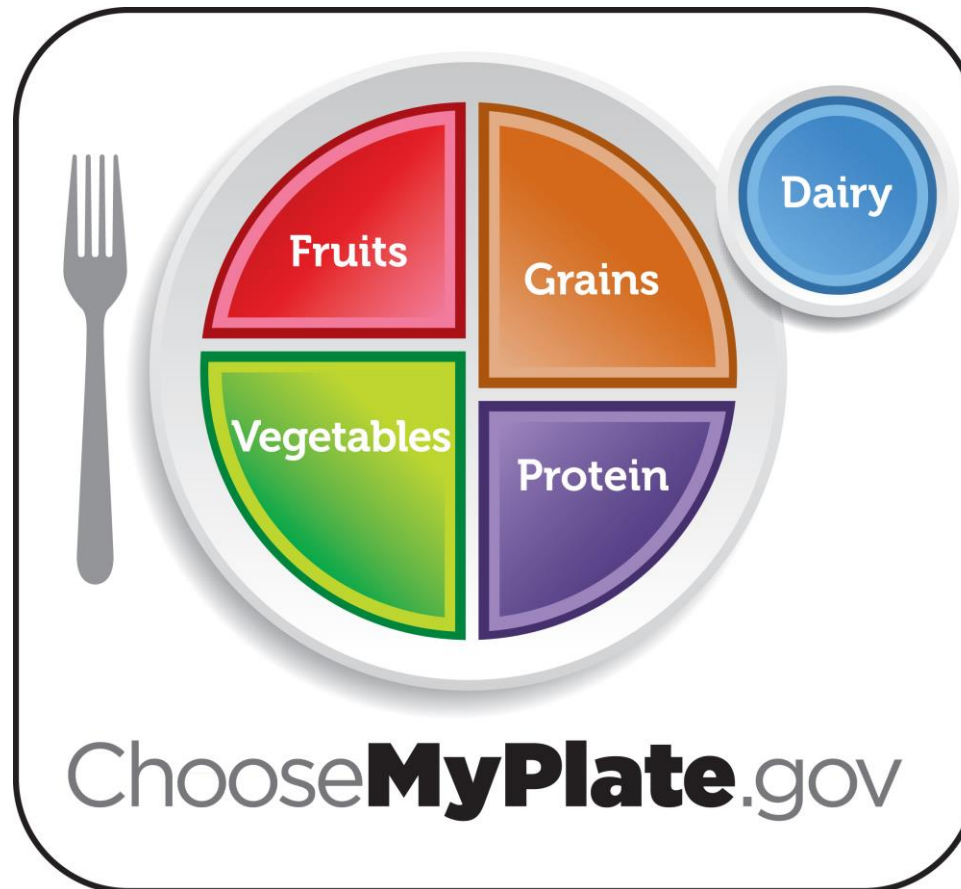 Fruits
Grains
Dairy
Vegetables
Protein
ChooseMyPlate.gov